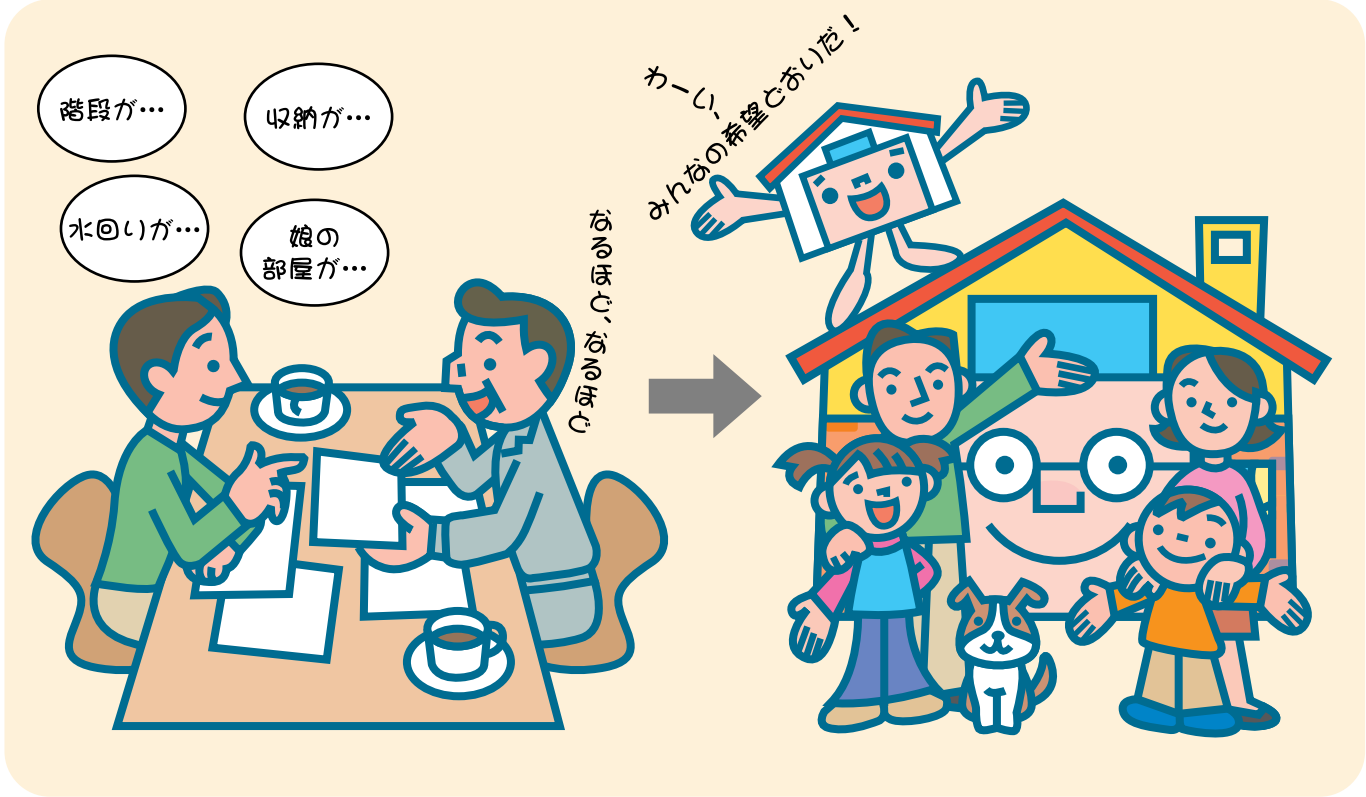 階段が…
収納が…
水回りが…
娘の
部屋が…
なるほど、なるほど
わーい、
みんなの希望どおりだ！